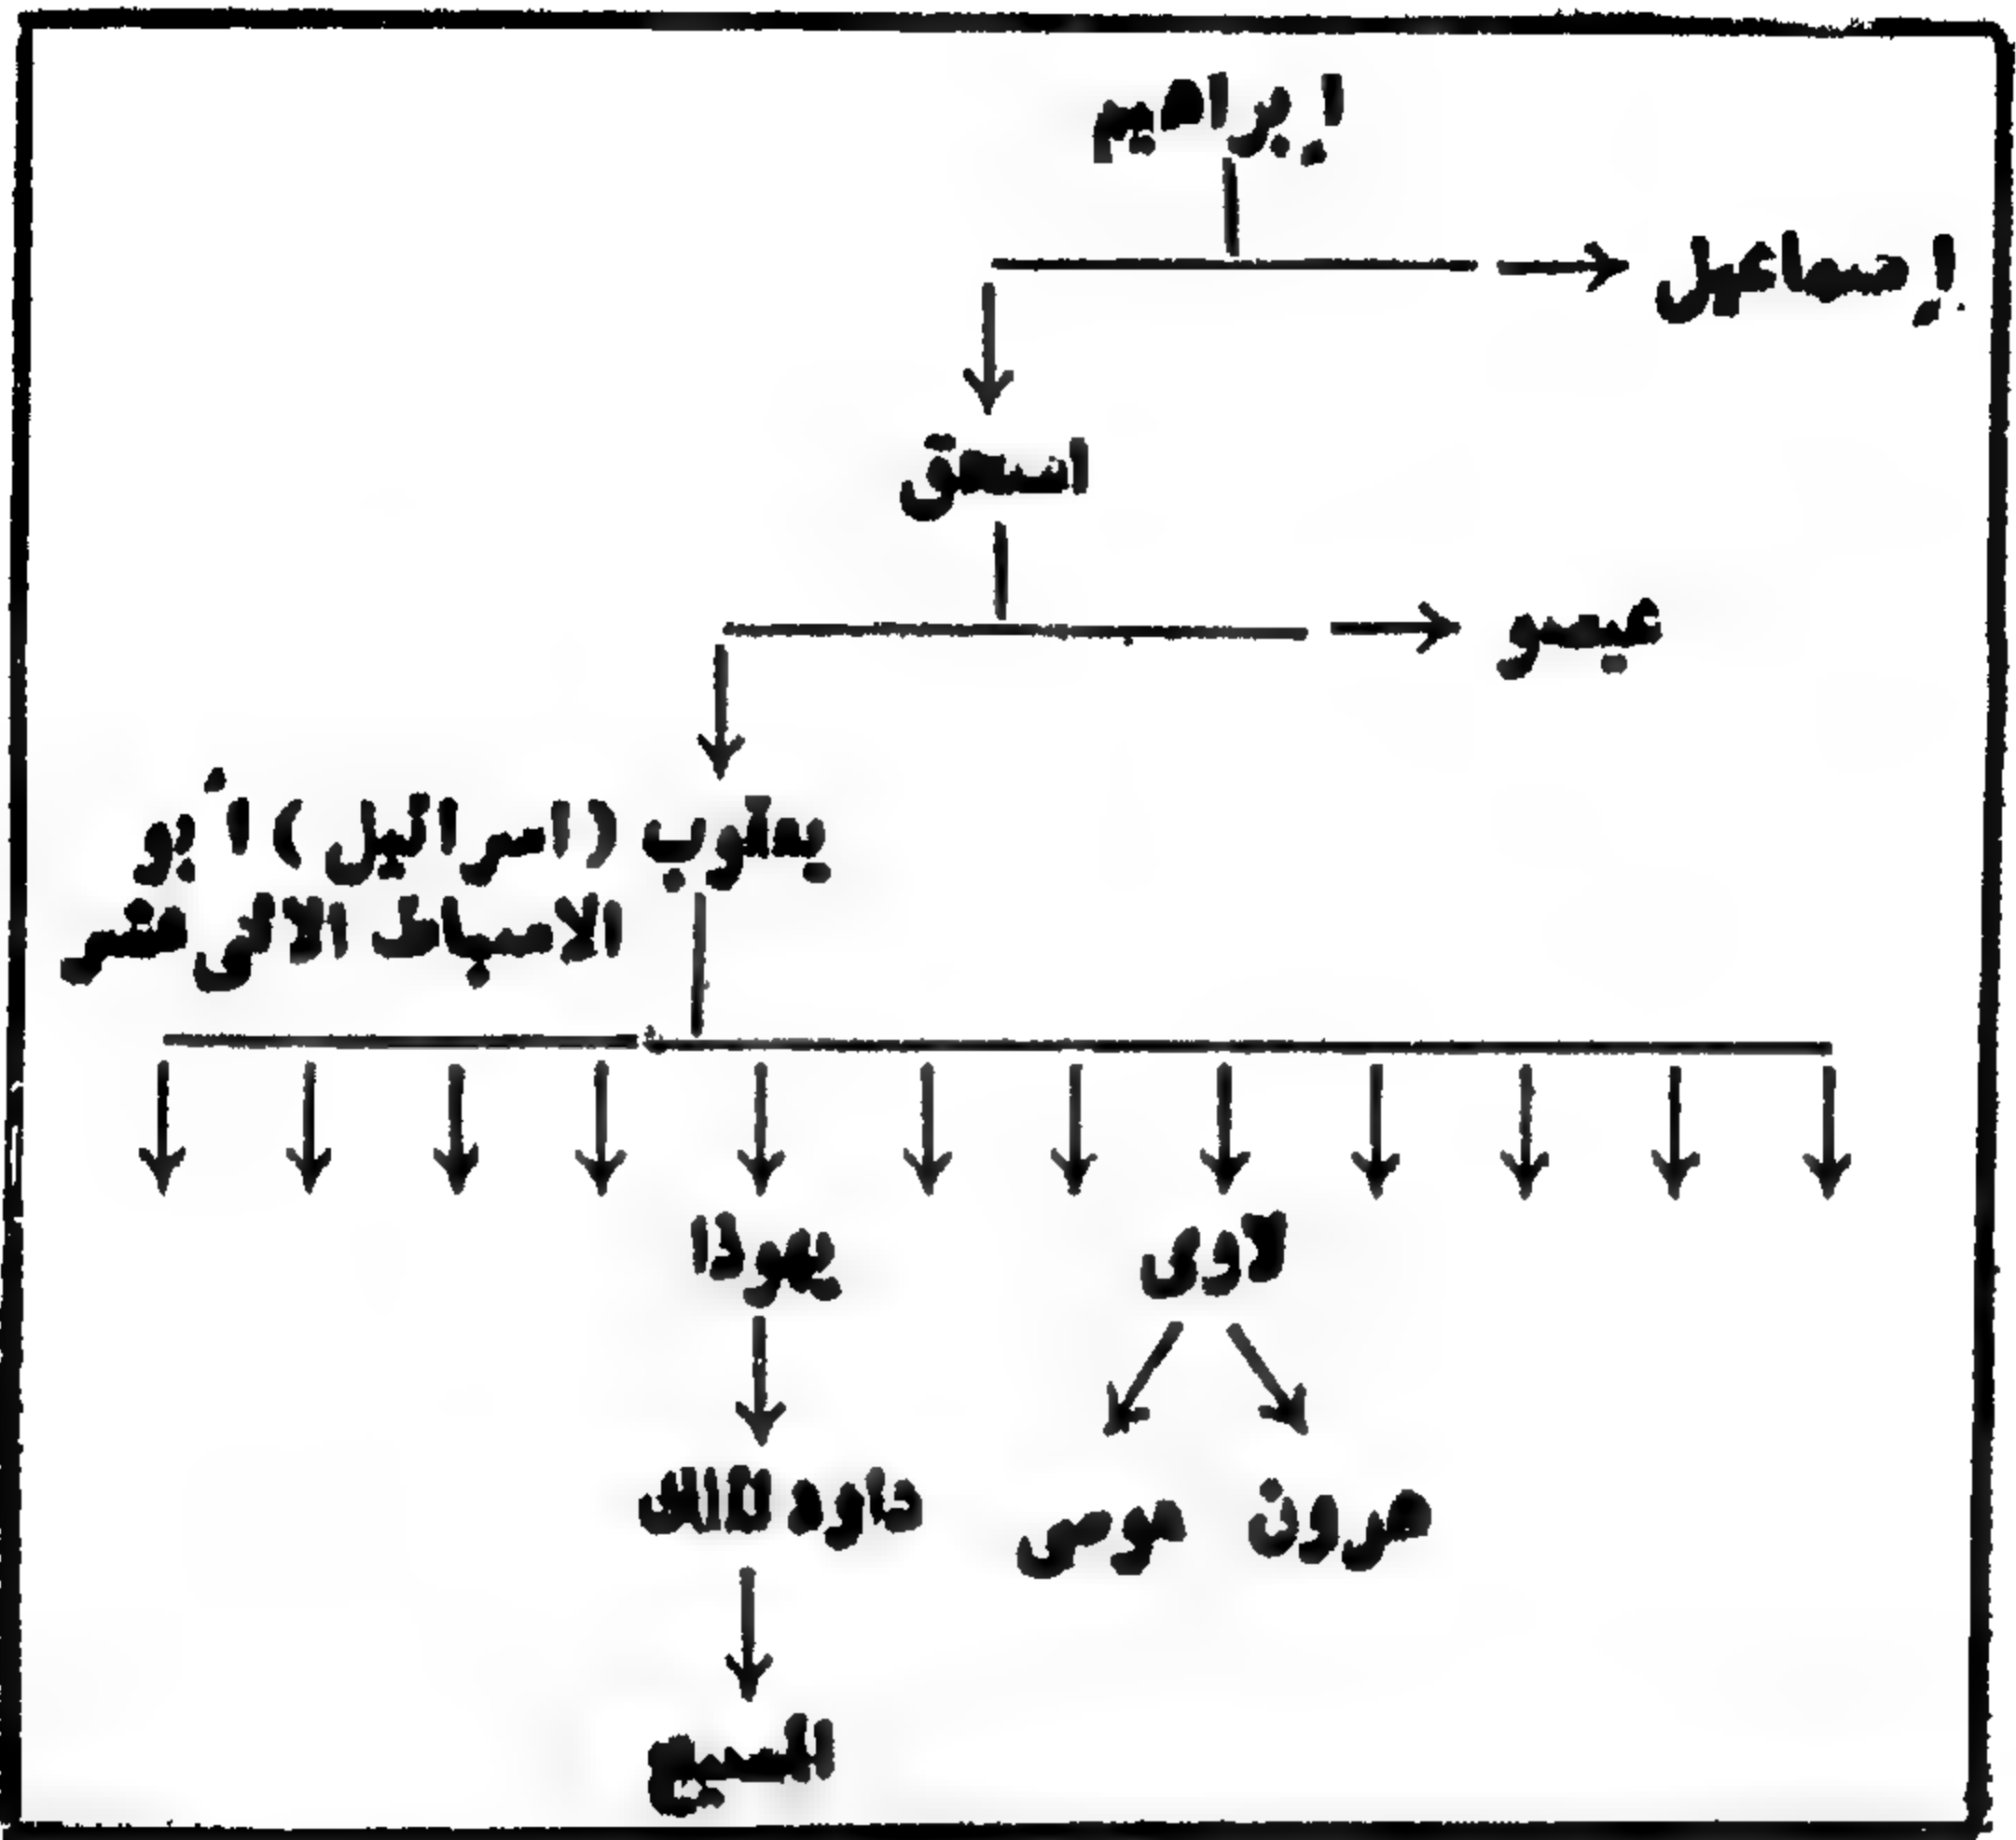 إبراهيم
إسماعيل
اسحق
عيسو
يعقوب (اسرائيل) أبو
الاسباط الاثنى عشر
يهوذا
لاوى
داود الملك
موسى
هرون
المسيح